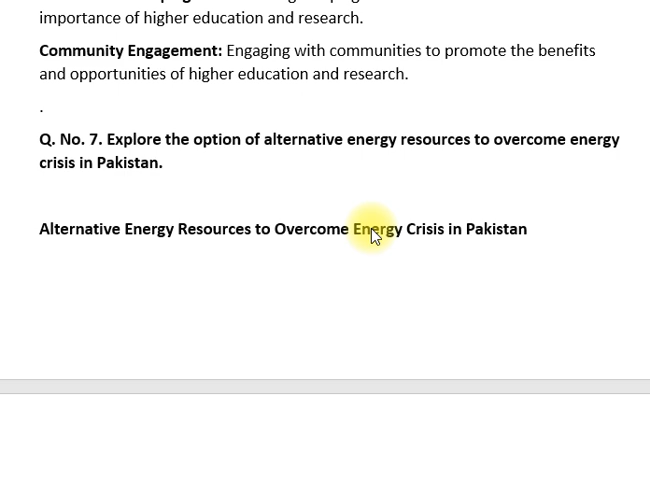 importance of higher education and research.
Community Engagement: Engaging with communities to promote the benefits
and opportunities of higher education and research.
.
Q. No. 7. Explore the option of alternative energy resources to overcome energy
crisis in Pakistan.
Alternative Energy Resources to Overcome Energy Crisis in Pakistan